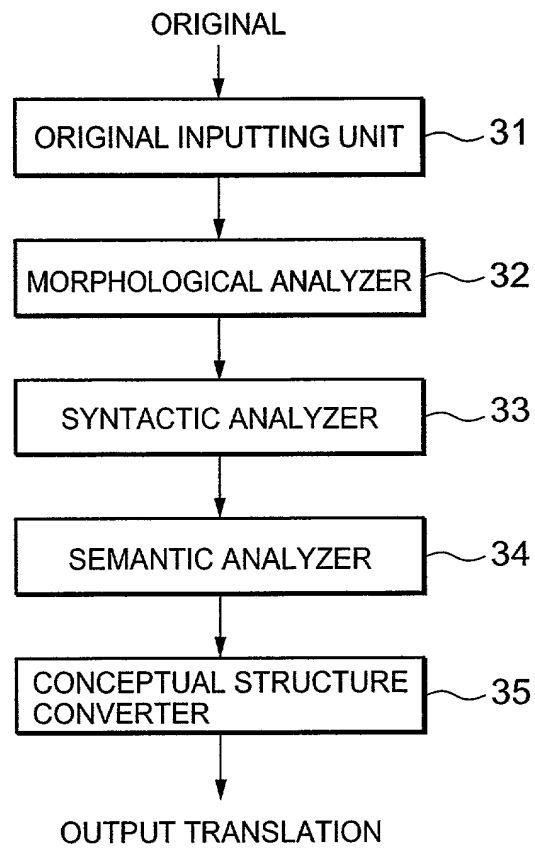 ORIGINAL
ORIGINAL INPUTTING UNIT 31
MORPHOLOGICAL ANALYZER 32
SYNTACTIC ANALYZER 33
SEMANTIC ANALYZER 34
CONCEPTUAL STRUCTURE
CONVERTER 35
OUTPUT TRANSLATION